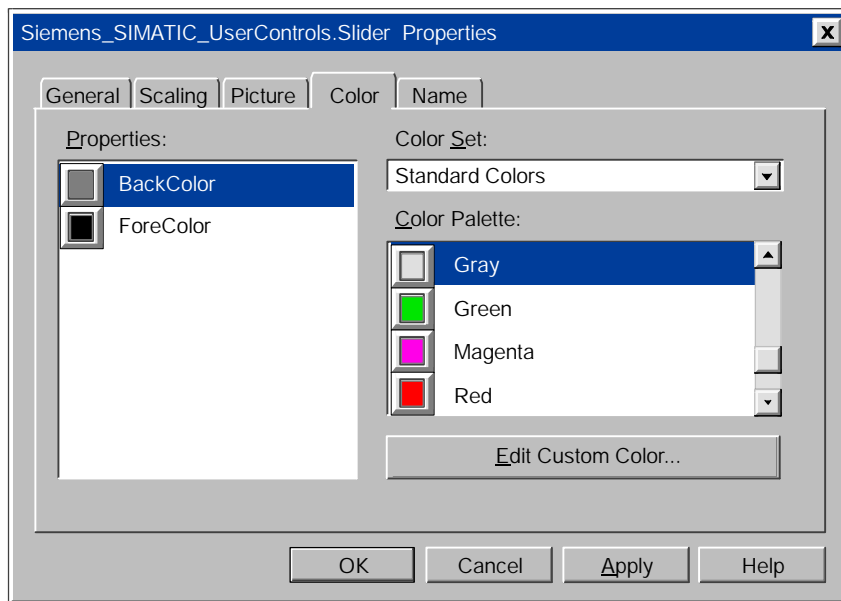 Siemens_SIMATIC_UserControls.Slider Properties
General Scaling Picture Color Name
Properties:
BackColor
ForeColor
Color Set:
Standard Colors
Color Palette:
Gray
Green
Magenta
Red
Edit Custom Color...
OK Cancel Apply Help